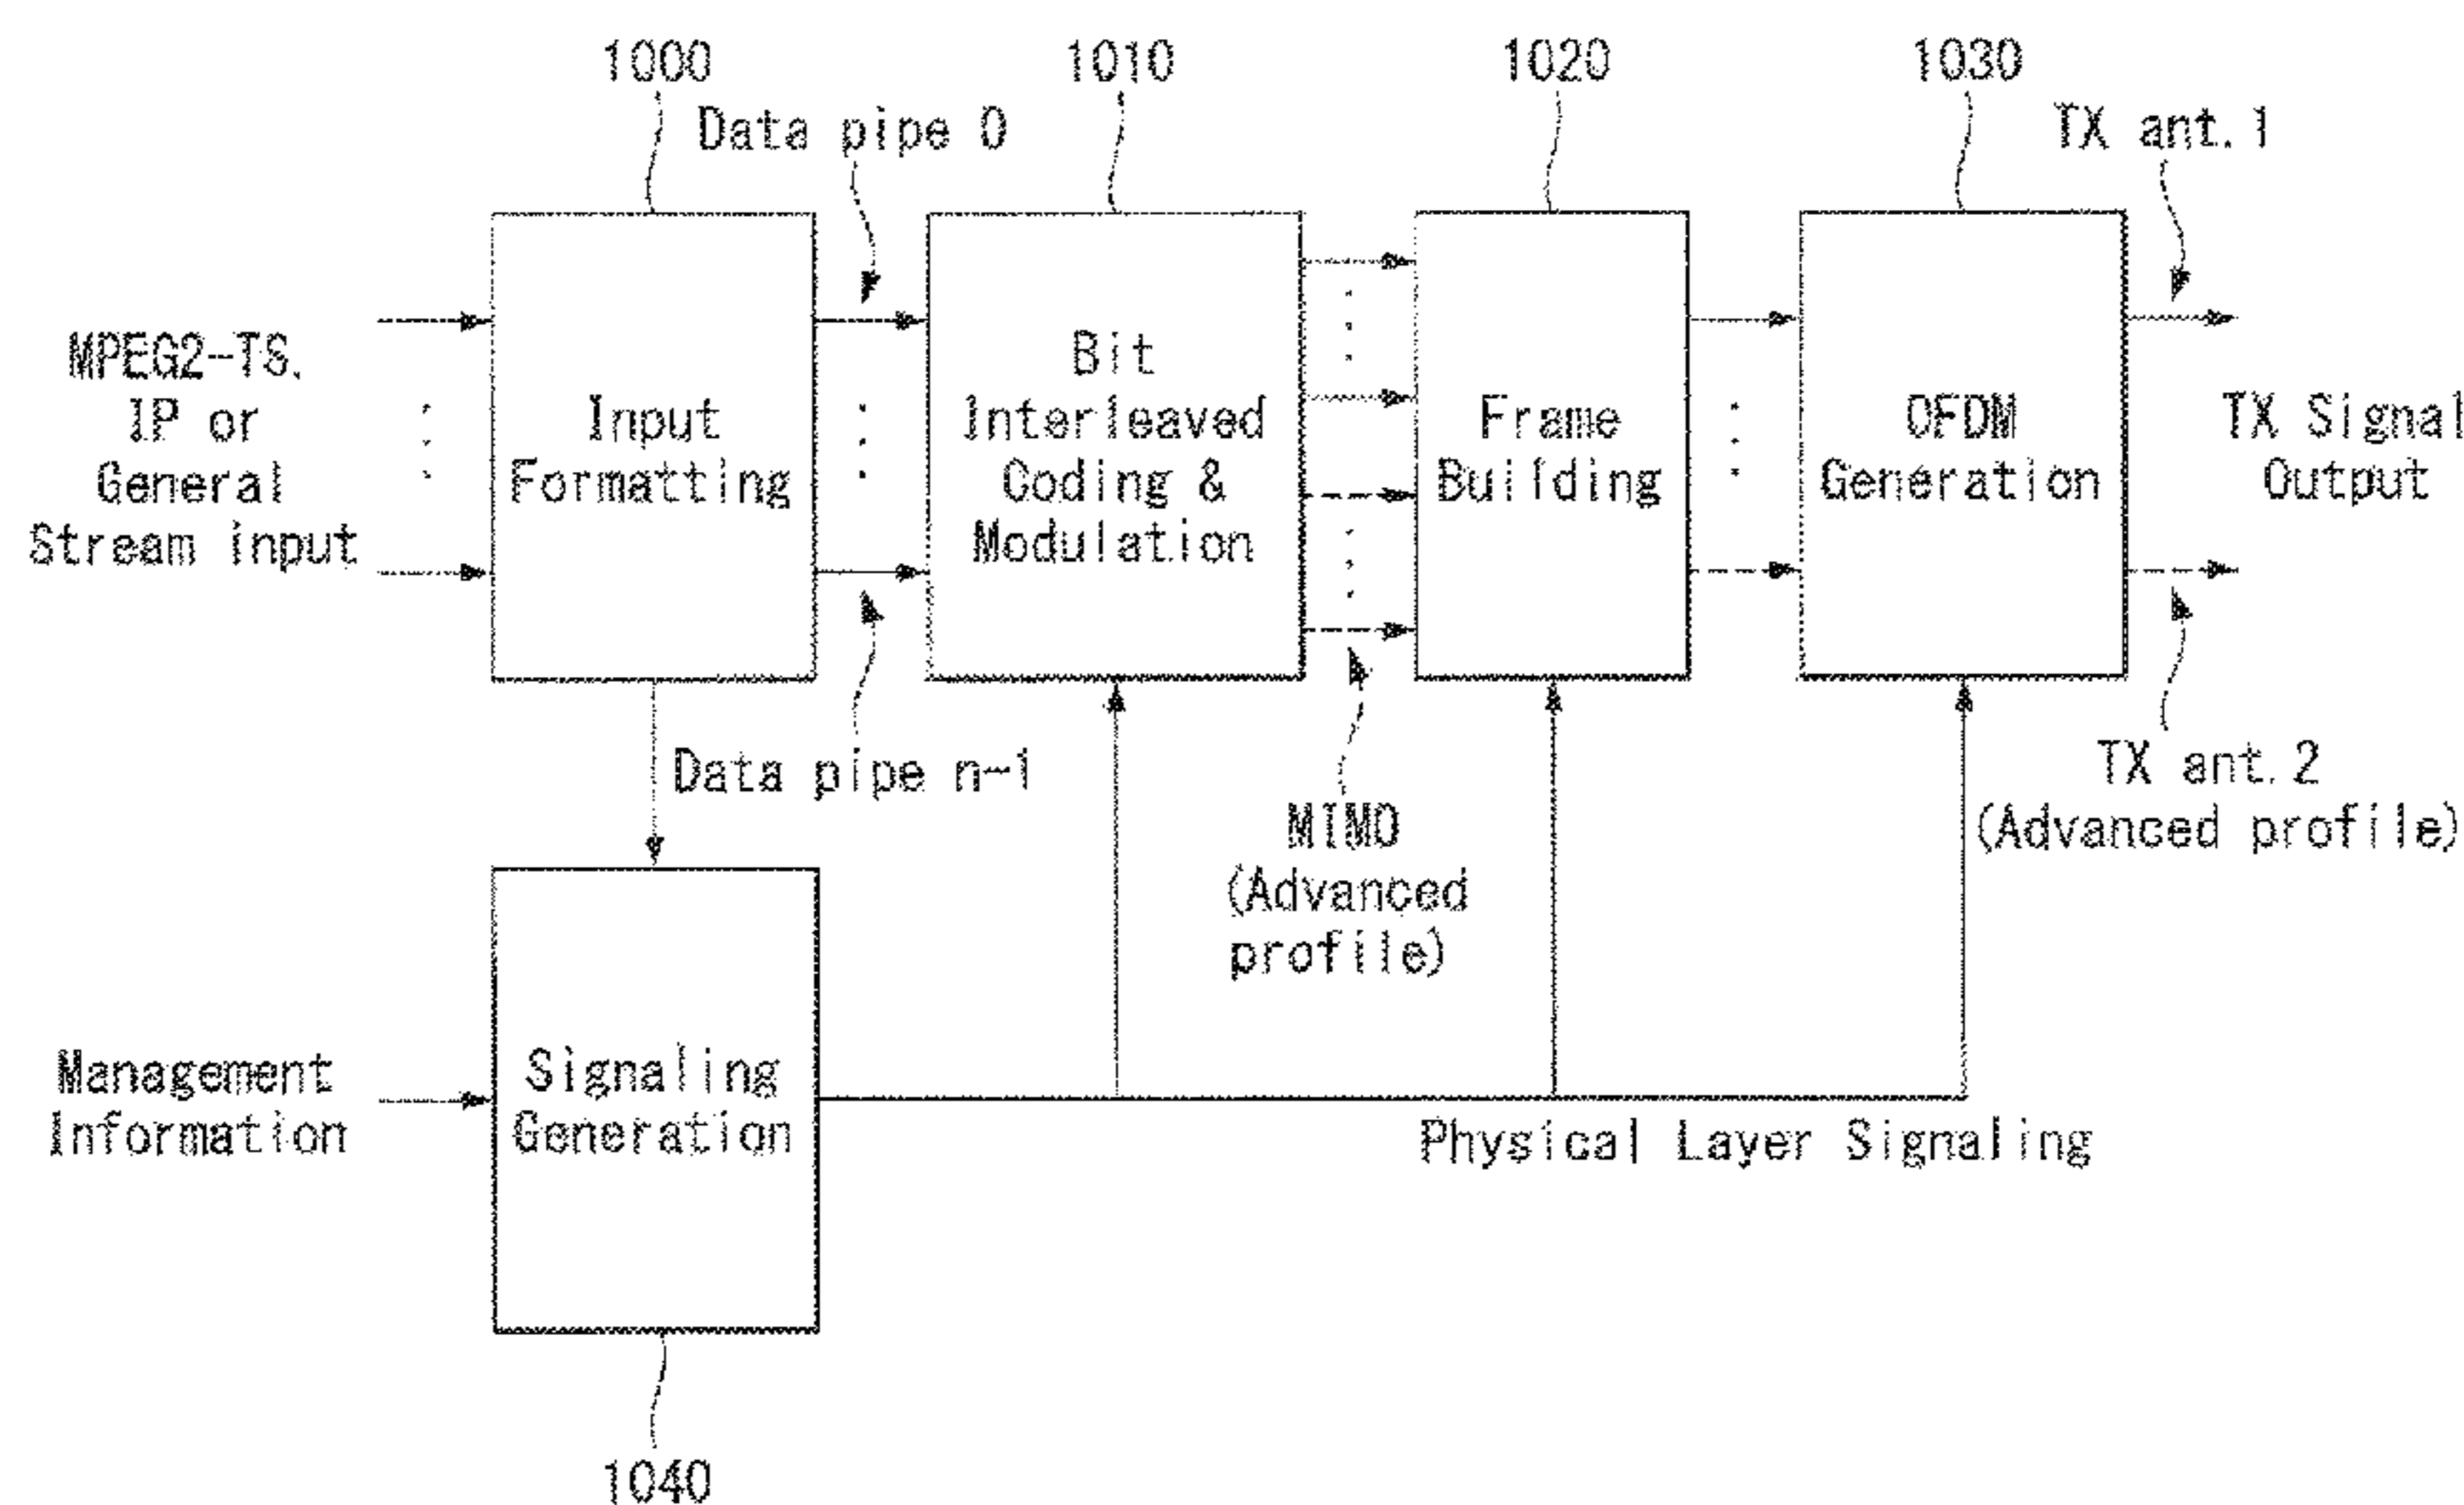 1000
1010
1020
1030
Data pipe 0
TX ant.1
MPEG2-TS.
IP or
General
Stream input
Input
Formatting
Bit
Interleaved
Coding &
Modulation
Frame
Building
OFDM
Generation
TX Signal
Output
Data pipe n-1
MIMO
(Advanced
profile)
TX ant.2
(Advanced profile)
Management
Information
Signaling
Generation
Physical Layer Signaling
1040